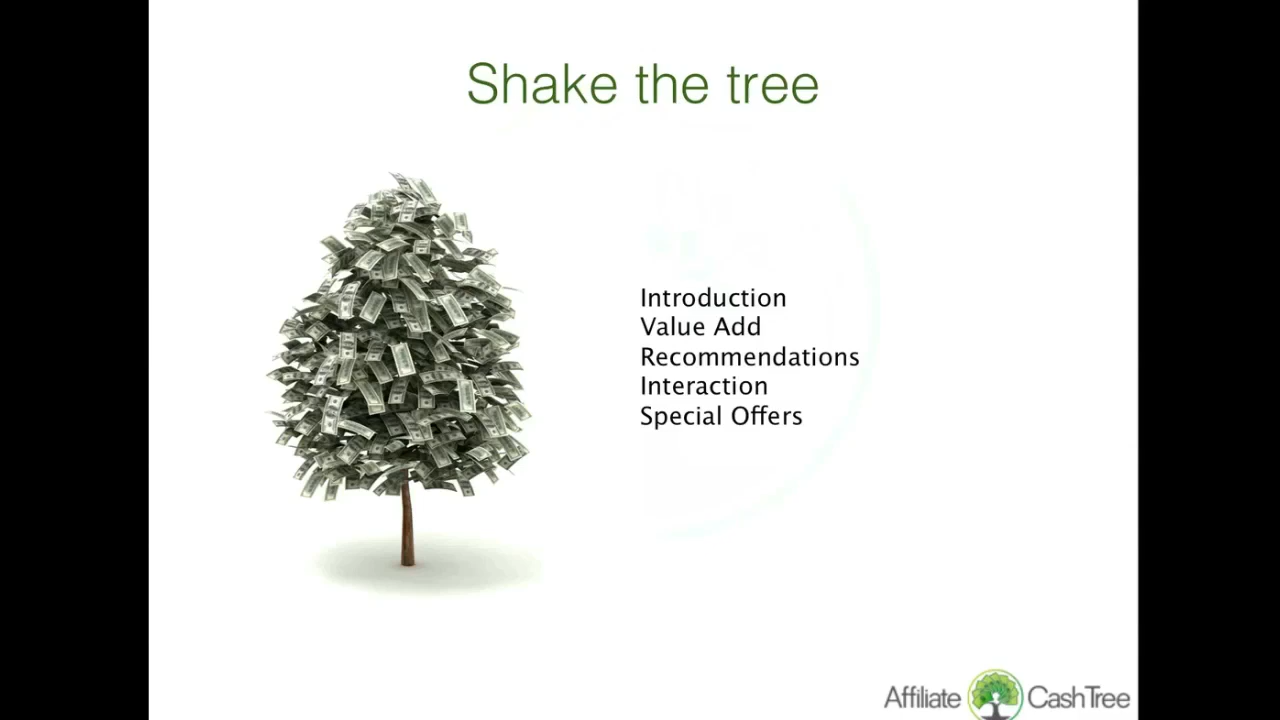 Shake the tree
Introduction
Value Add
Recommendations
Interaction
Special Offers
Affiliate CashTree